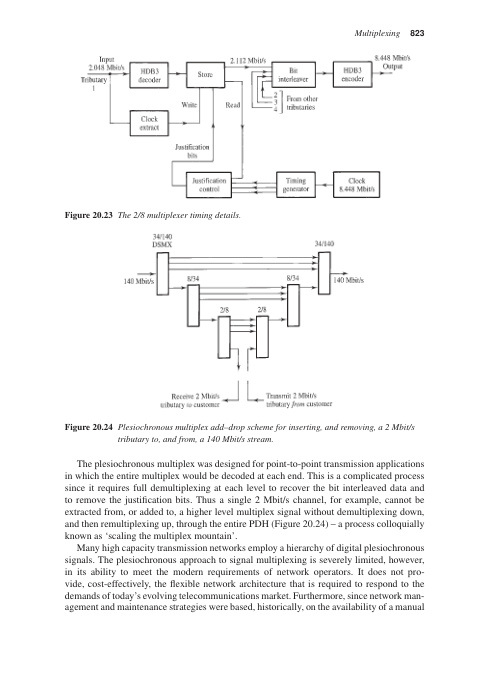 Multiplexing 823
Input
2.048 Mbit/s
Tributary
1
HDB3
decoder
Store
2.112 Mbit/s
Bit
interleaver
HDB3
encoder
8.448 Mbit/s
Output
2
3
4
From other
tributaries
Write
Read
Clock
extract
Justification
bits
Justification
control
Timing
generator
Clock
8.448 Mbit/s
Figure 20.23 The 2/8 multiplexer timing details.
34/140
DSMX
34/140
140 Mbit/s
8/34
8/34
140 Mbit/s
2/8
2/8
Receive 2 Mbit/s
tributary to customer
Transmit 2 Mbit/s
tributary from customer
Figure 20.24 Plesiochronous multiplex add–drop scheme for inserting, and removing, a 2 Mbit/s
tributary to, and from, a 140 Mbit/s stream.
The plesiochronous multiplex was designed for point-to-point transmission applications
in which the entire multiplex would be decoded at each end. This is a complicated process
since it requires full demultiplexing at each level to recover the bit interleaved data and
to remove the justification bits. Thus a single 2 Mbit/s channel, for example, cannot be
extracted from, or added to, a higher level multiplex signal without demultiplexing down,
and then remultiplexing up, through the entire PDH (Figure 20.24) – a process colloquially
known as ‘scaling the multiplex mountain’.
Many high capacity transmission networks employ a hierarchy of digital plesiochronous
signals. The plesiochronous approach to signal multiplexing is severely limited, however,
in its ability to meet the modern requirements of network operators. It does not pro-
vide, cost-effectively, the flexible network architecture that is required to respond to the
demands of today’s evolving telecommunications market. Furthermore, since network man-
agement and maintenance strategies were based, historically, on the availability of a manual